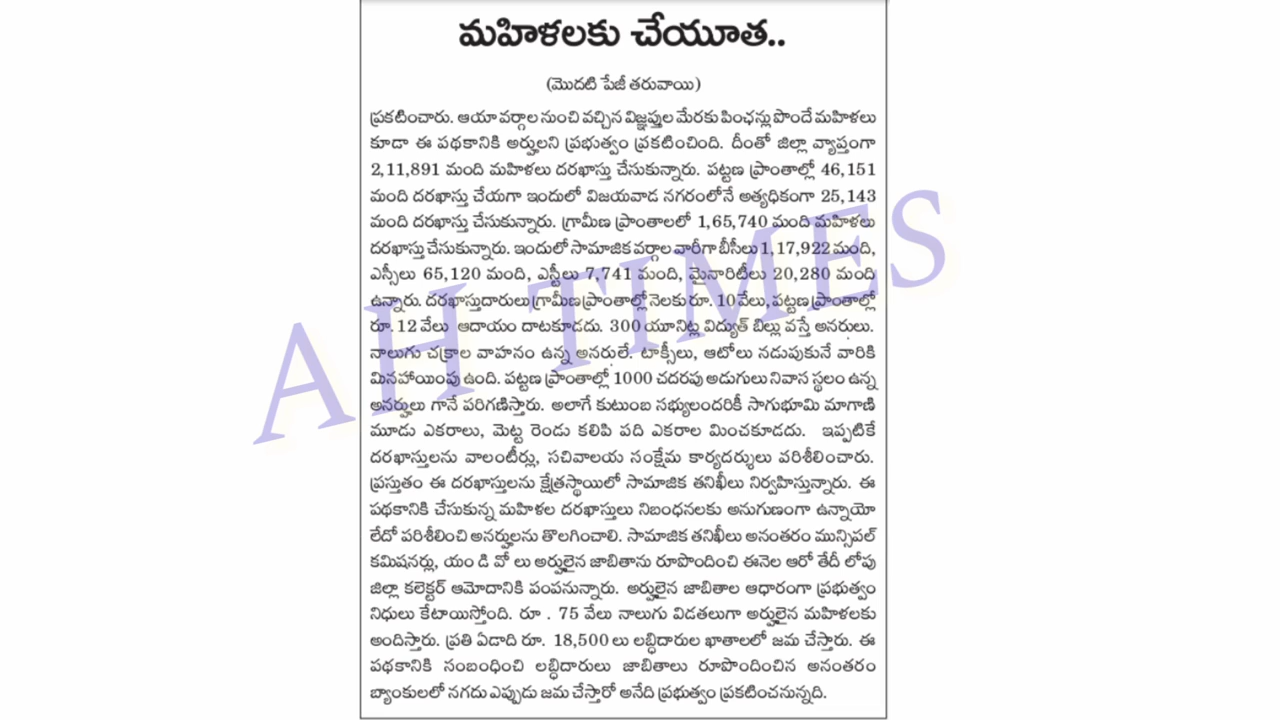 మహిళలకు చేయూత..
(మొదటి పేజీ తరువాయి)
ప్రకటించారు. ఆయా వర్గాల నుంచి వచ్చిన విజ్ఞప్తుల మేరకు పింఛన్లు పొందే మహిళలు
కూడా ఈ పథకానికి అర్హులని ప్రభుత్వం ప్రకటించింది. దీంతో జిల్లా వ్యాప్తంగా
2,11,891 మంది మహిళలు దరఖాస్తు చేసుకున్నారు. పట్టణ ప్రాంతాల్లో 46,151
మంది దరఖాస్తు చేయగా ఇందులో విజయవాడ నగరంలోనే అత్యధికంగా 25,143
మంది దరఖాస్తు చేసుకున్నారు. గ్రామీణ ప్రాంతాలలో 1,65,740 మంది మహిళలు
దరఖాస్తు చేసుకున్నారు. ఇందులో సామాజిక వర్గాల వారీగా బీసీలు 1,17,922 మంది,
ఎస్సీలు 65,120 మంది, ఎస్టీలు 7,741 మంది, మైనారిటీలు 20,280 మంది
ఉన్నారు. దరఖాస్తుదారులు గ్రామీణ ప్రాంతాల్లో నెలకు రూ. 10 వేలు, పట్టణ ప్రాంతాల్లో
రూ. 12 వేలు ఆదాయం దాటకూడదు. 300 యూనిట్ల విద్యుత్ బిల్లు వస్తే అనరులు.
నాలుగు చక్రాల వాహనం ఉన్న అనరులే. టాక్సీలు, ఆటోలు నడుపుకునే వారికి
మినహాయింపు ఉంది. పట్టణ ప్రాంతాల్లో 1000 చదరపు అడుగులు నివాస స్థలం ఉన్న
అనర్హులు గానే పరిగణిస్తారు. అలాగే కుటుంబ సభ్యులందరికీ సాగుభూమి మాగాణి
మూడు ఎకరాలు, మెట్ట రెండు కలిపి పది ఎకరాల మించకూడదు. ఇప్పటికే
దరఖాస్తులను వాలంటీర్లు, సచివాలయ సంక్షేమ కార్యదర్శులు వరిశీలించారు.
ప్రస్తుతం ఈ దరఖాస్తులను క్షేత్రస్థాయిలో సామాజిక తనిఖీలు నిర్వహిస్తున్నారు. ఈ
పథకానికి చేసుకున్న మహిళల దరఖాస్తులు నిబంధనలకు అనుగుణంగా ఉన్నాయో
లేదో పరిశీలించి అనర్హులను తొలగించాలి. సామాజిక తనిఖీలు అనంతరం మున్సిపల్
కమిషనర్లు, యం డి వో లు అర్హులైన జాబితాను రూపొందించి ఈనెల ఆరో తేదీ లోపు
జిల్లా కలెక్టర్ ఆమోదానికి పంపనున్నారు. అర్హులైన జాబితాల ఆధారంగా ప్రభుత్వం
నిధులు కేటాయిస్తోంది. రూ . 75 వేలు నాలుగు విడతలుగా అర్హులైన మహిళలకు
అందిస్తారు. ప్రతి ఏడాది రూ. 18,500 లు లబ్ధిదారుల ఖాతాలలో జమ చేస్తారు. ఈ
పథకానికి సంబంధించి లబ్ధిదారులు జాబితాలు రూపొందించిన అనంతరం
బ్యాంకులలో నగదు ఎప్పుడు జమ చేస్తారో అనేది ప్రభుత్వం ప్రకటించనున్నది.
AH TIMES